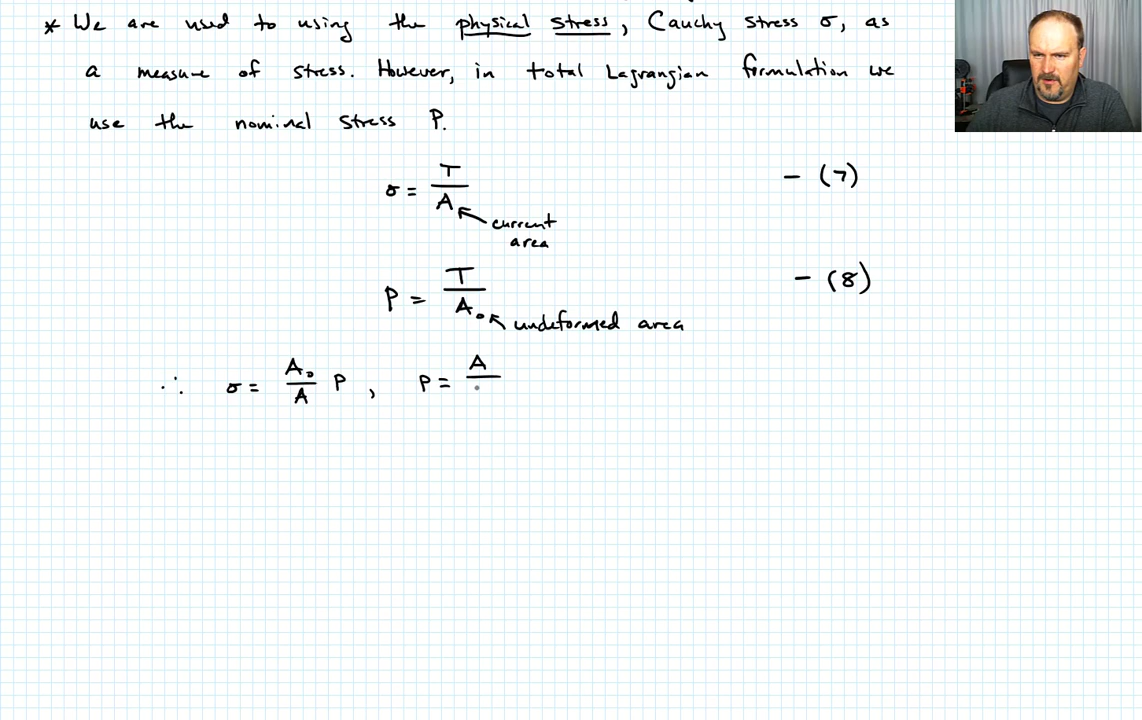 * We are used to using the physical stress, Cauchy stress σ, as
a measure of stress. However, in total Lagrangian formulation we
use the nominal stress P.
σ = T/A - (7)
current
area
P = T/A₀ - (8)
undeformed area
∴ σ = A₀/A P, P = A/